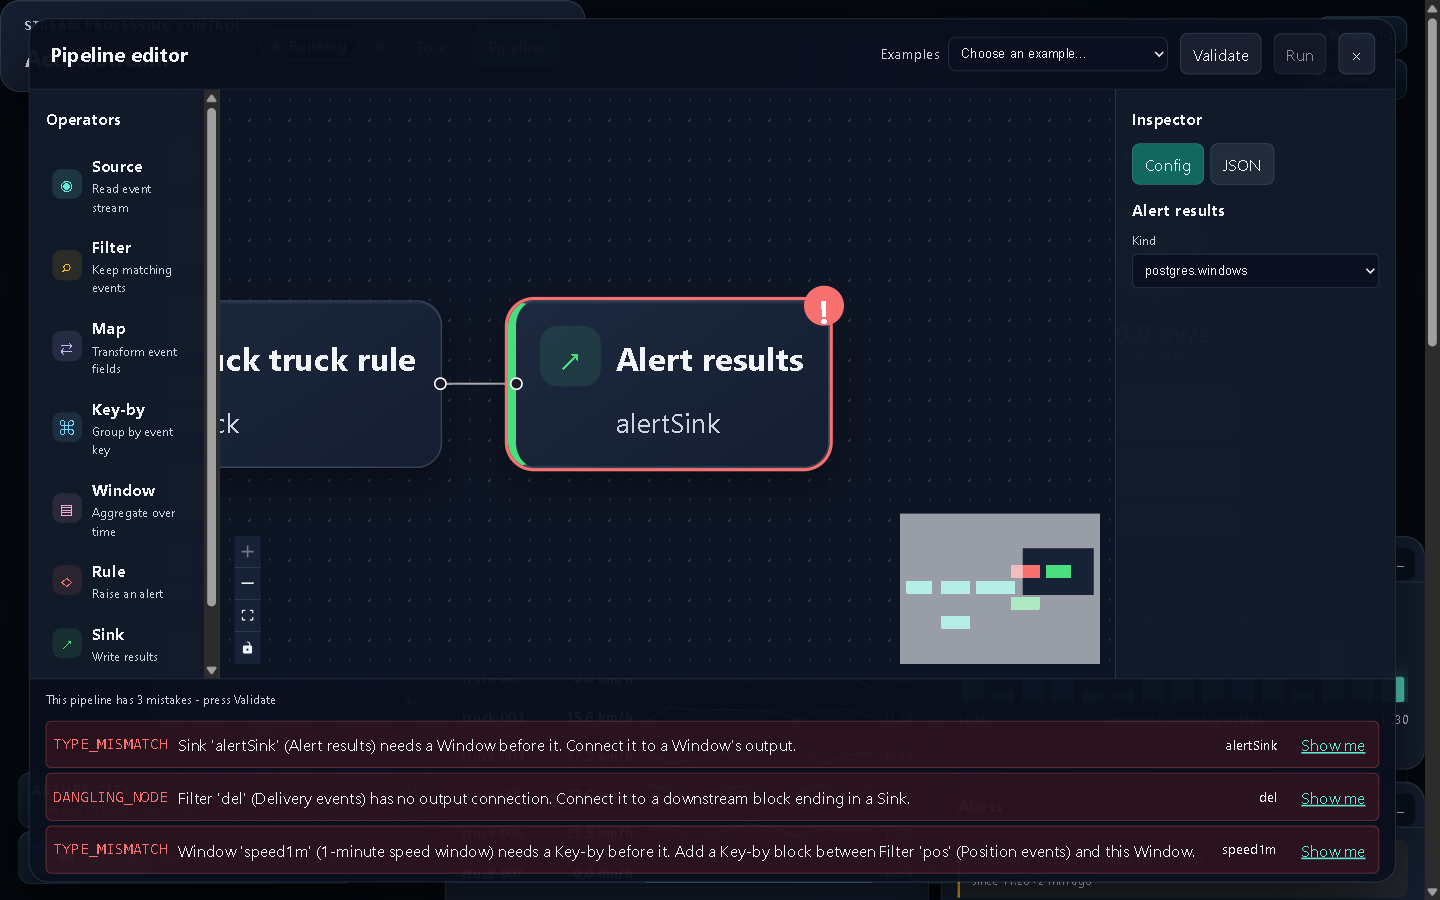 Pipeline editor
Examples
Choose an example...
Validate
Run
×
Operators
Source
Read event
stream
Filter
Keep matching
events
Map
Transform event
fields
Key-by
Group by event
key
Window
Aggregate over
time
Rule
Raise an alert
Sink
Write results
uck truck rule
ck
Alert results
alertSink
!
Inspector
Config
JSON
Alert results
Kind
postgres.windows
This pipeline has 3 mistakes - press Validate
TYPE_MISMATCH Sink 'alertSink' (Alert results) needs a Window before it. Connect it to a Window's output. alertSink Show me
DANGLING_NODE Filter 'del' (Delivery events) has no output connection. Connect it to a downstream block ending in a Sink. del Show me
TYPE_MISMATCH Window 'speed1m' (1-minute speed window) needs a Key-by before it. Add a Key-by block between Filter 'pos' (Position events) and this Window. speed1m Show me